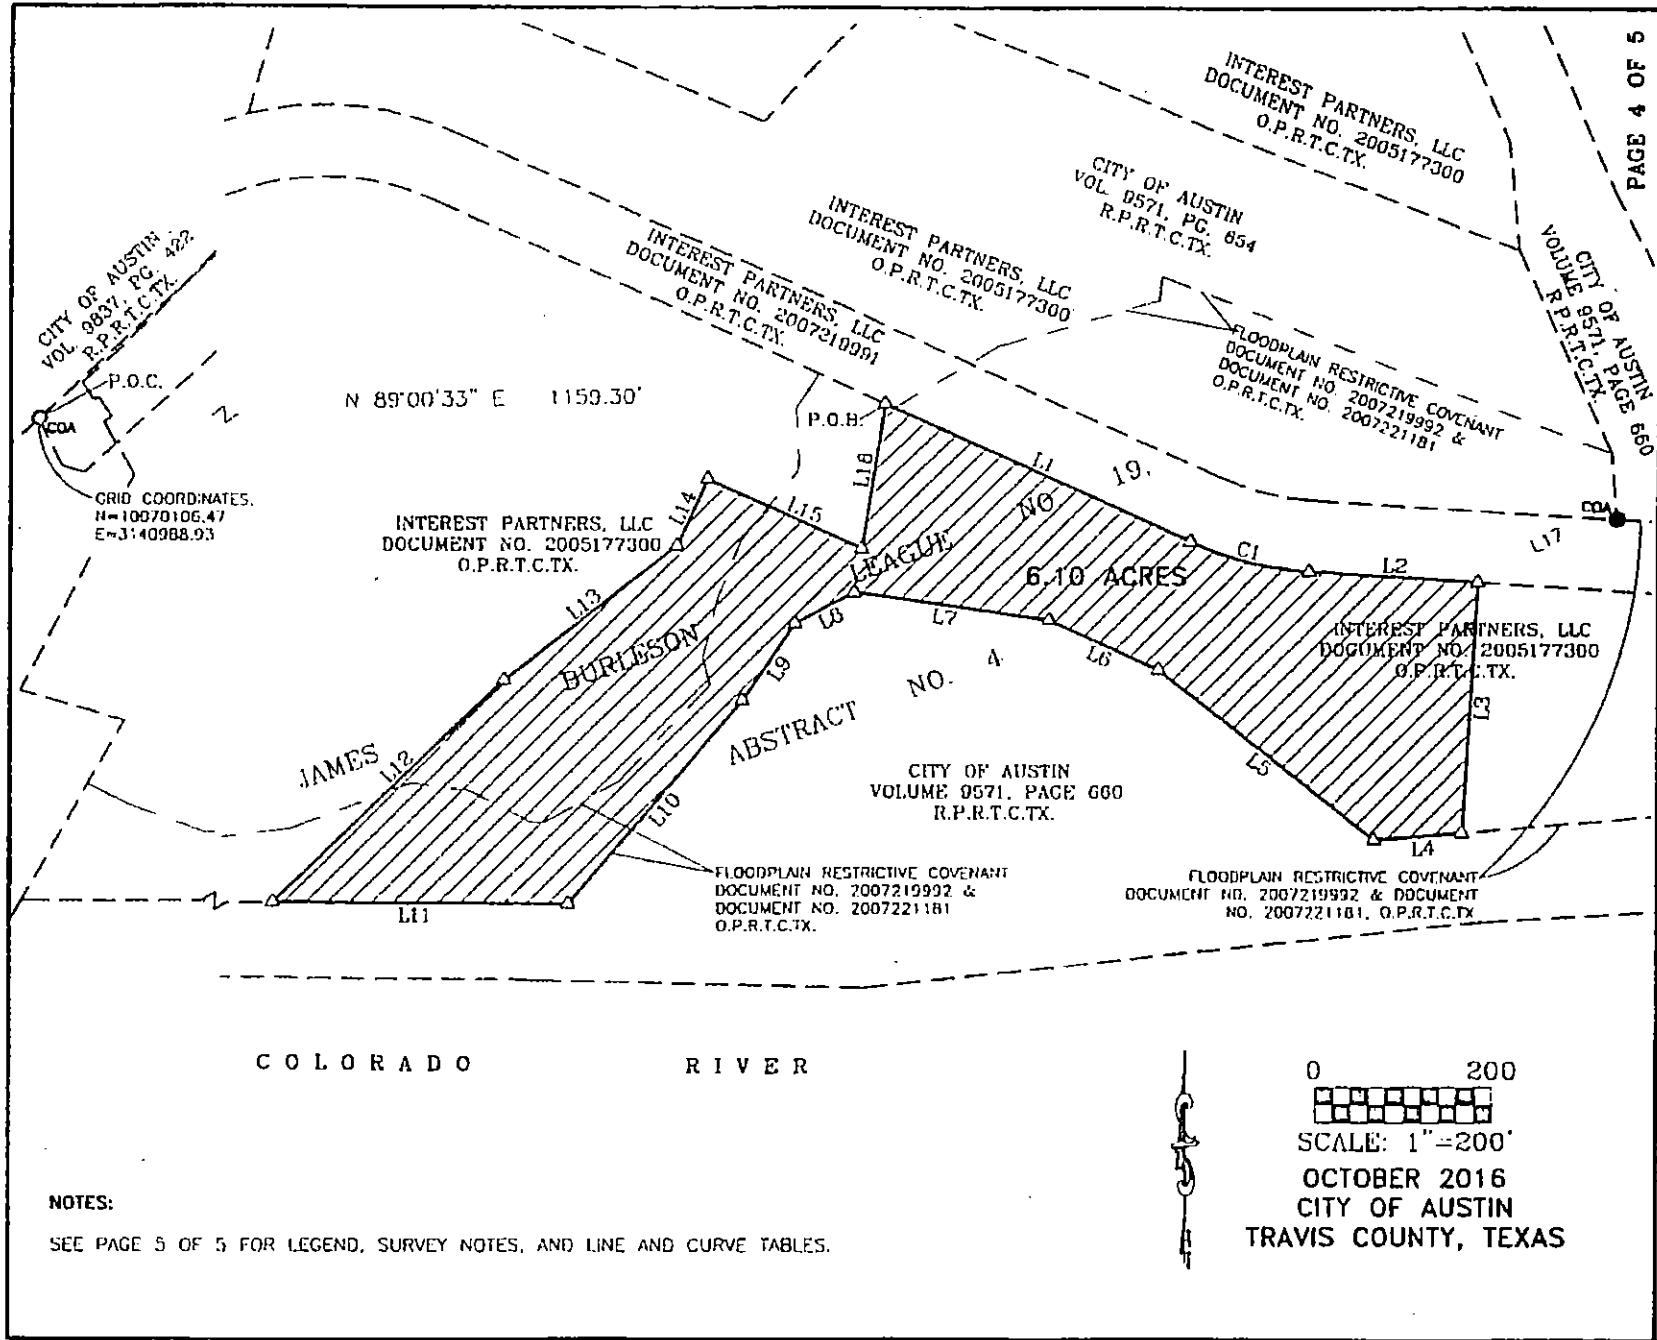 PAGE 4 OF 5
INTEREST PARTNERS, LLC
DOCUMENT NO. 2005177300
O.P.R.T.C.TX.
CITY OF AUSTIN
VOL. 9571, PG. 654
R.P.R.T.C.TX.
INTEREST PARTNERS, LLC
DOCUMENT NO. 2005177300
O.P.R.T.C.TX.
INTEREST PARTNERS, LLC
DOCUMENT NO. 2007219991
O.P.R.T.C.TX.
CITY OF AUSTIN
VOLUME 9571, PAGE 660
R.P.R.T.C.TX.
CITY OF AUSTIN
VOL. 9837, PG. 422
R.P.R.T.C.TX.
P.O.C.
COA
GRID COORDINATES.
N=10070106.47
E=3140988.93
N 89°00'33" E 1159.30'
P.O.B.
FLOODPLAIN RESTRICTIVE COVENANT
DOCUMENT NO. 2007219992 &
DOCUMENT NO. 2007221181
O.P.R.T.C.TX.
COA
L17
L1
L16
L14
L15
C1
L2
INTEREST PARTNERS, LLC
DOCUMENT NO. 2005177300
O.P.R.T.C.TX.
6.10 ACRES
INTEREST PARTNERS, LLC
DOCUMENT NO. 2005177300
O.P.R.T.C.TX.
L13
L8
L7
L6
L9
L3
L12
L10
L5
L4
L11
JAMES BURLESON LEAGUE NO. 19.
ABSTRACT NO. 4
CITY OF AUSTIN
VOLUME 9571, PAGE 660
R.P.R.T.C.TX.
FLOODPLAIN RESTRICTIVE COVENANT
DOCUMENT NO. 2007219992 &
DOCUMENT NO. 2007221181
O.P.R.T.C.TX.
FLOODPLAIN RESTRICTIVE COVENANT
DOCUMENT NO. 2007219992 & DOCUMENT
NO. 2007221181, O.P.R.T.C.TX
COLORADO RIVER
0 200
SCALE: 1"=200'
OCTOBER 2016
CITY OF AUSTIN
TRAVIS COUNTY, TEXAS
NOTES:
SEE PAGE 5 OF 5 FOR LEGEND, SURVEY NOTES, AND LINE AND CURVE TABLES.